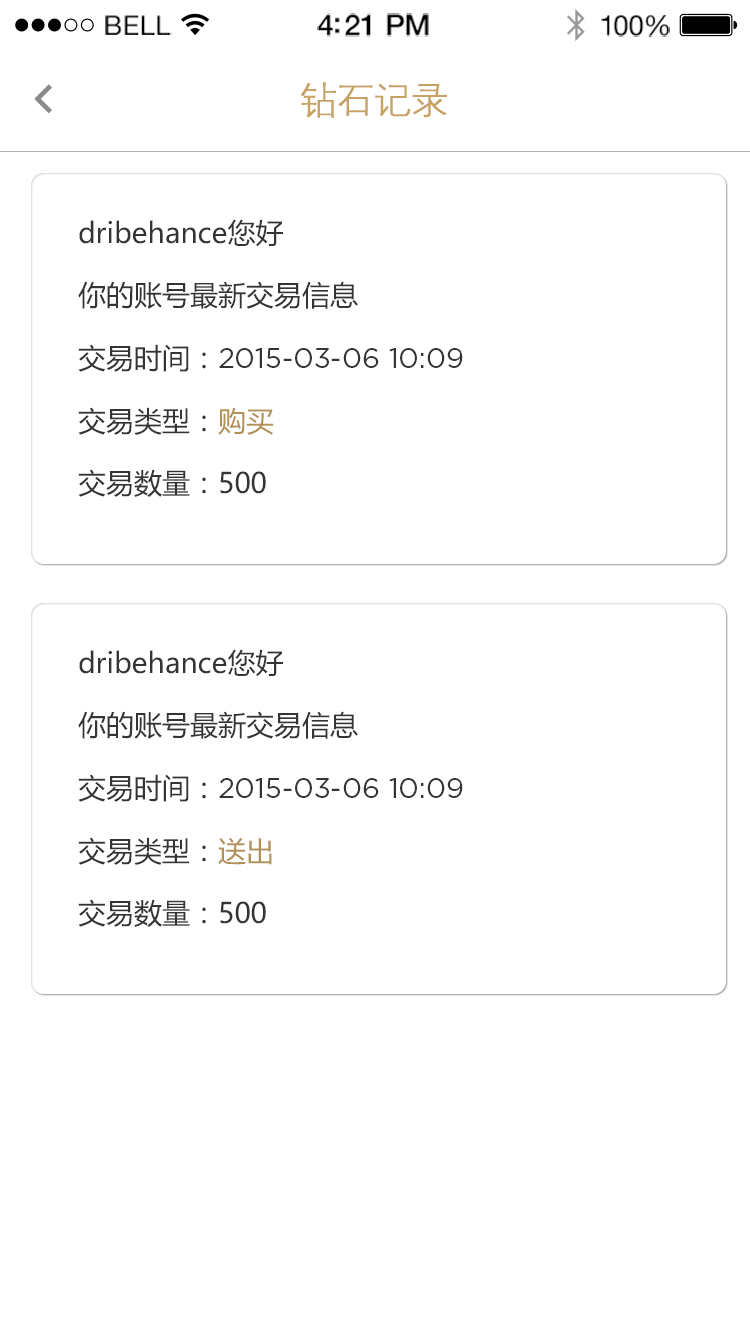 BELL 4:21 PM 100%
钻石记录
dribehance您好
你的账号最新交易信息
交易时间：2015-03-06 10:09
交易类型：购买
交易数量：500
dribehance您好
你的账号最新交易信息
交易时间：2015-03-06 10:09
交易类型：送出
交易数量：500